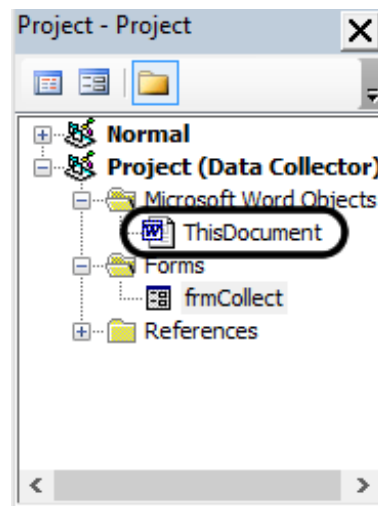 Project - Project
Normal
Project (Data Collector)
Microsoft Word Objects
ThisDocument
Forms
frmCollect
References